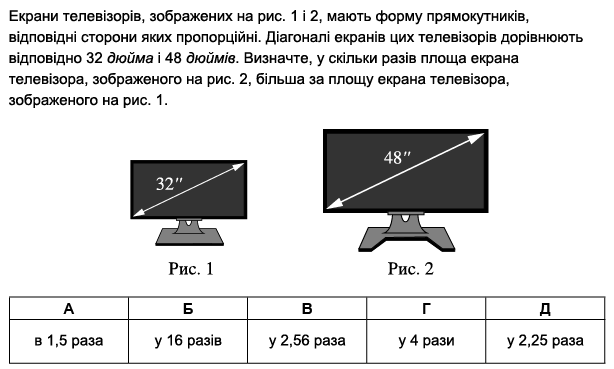 Екрани телевізорів, зображених на рис. 1 і 2, мають форму прямокутників,
відповідні сторони яких пропорційні. Діагоналі екранів цих телевізорів дорівнюють
відповідно 32 дюйма і 48 дюймів. Визначте, у скільки разів площа екрана
телевізора, зображеного на рис. 2, більша за площу екрана телевізора,
зображеного на рис. 1.
32″
48″
Рис. 1
Рис. 2
А Б В Г Д
в 1,5 раза у 16 разів у 2,56 раза у 4 рази у 2,25 раза